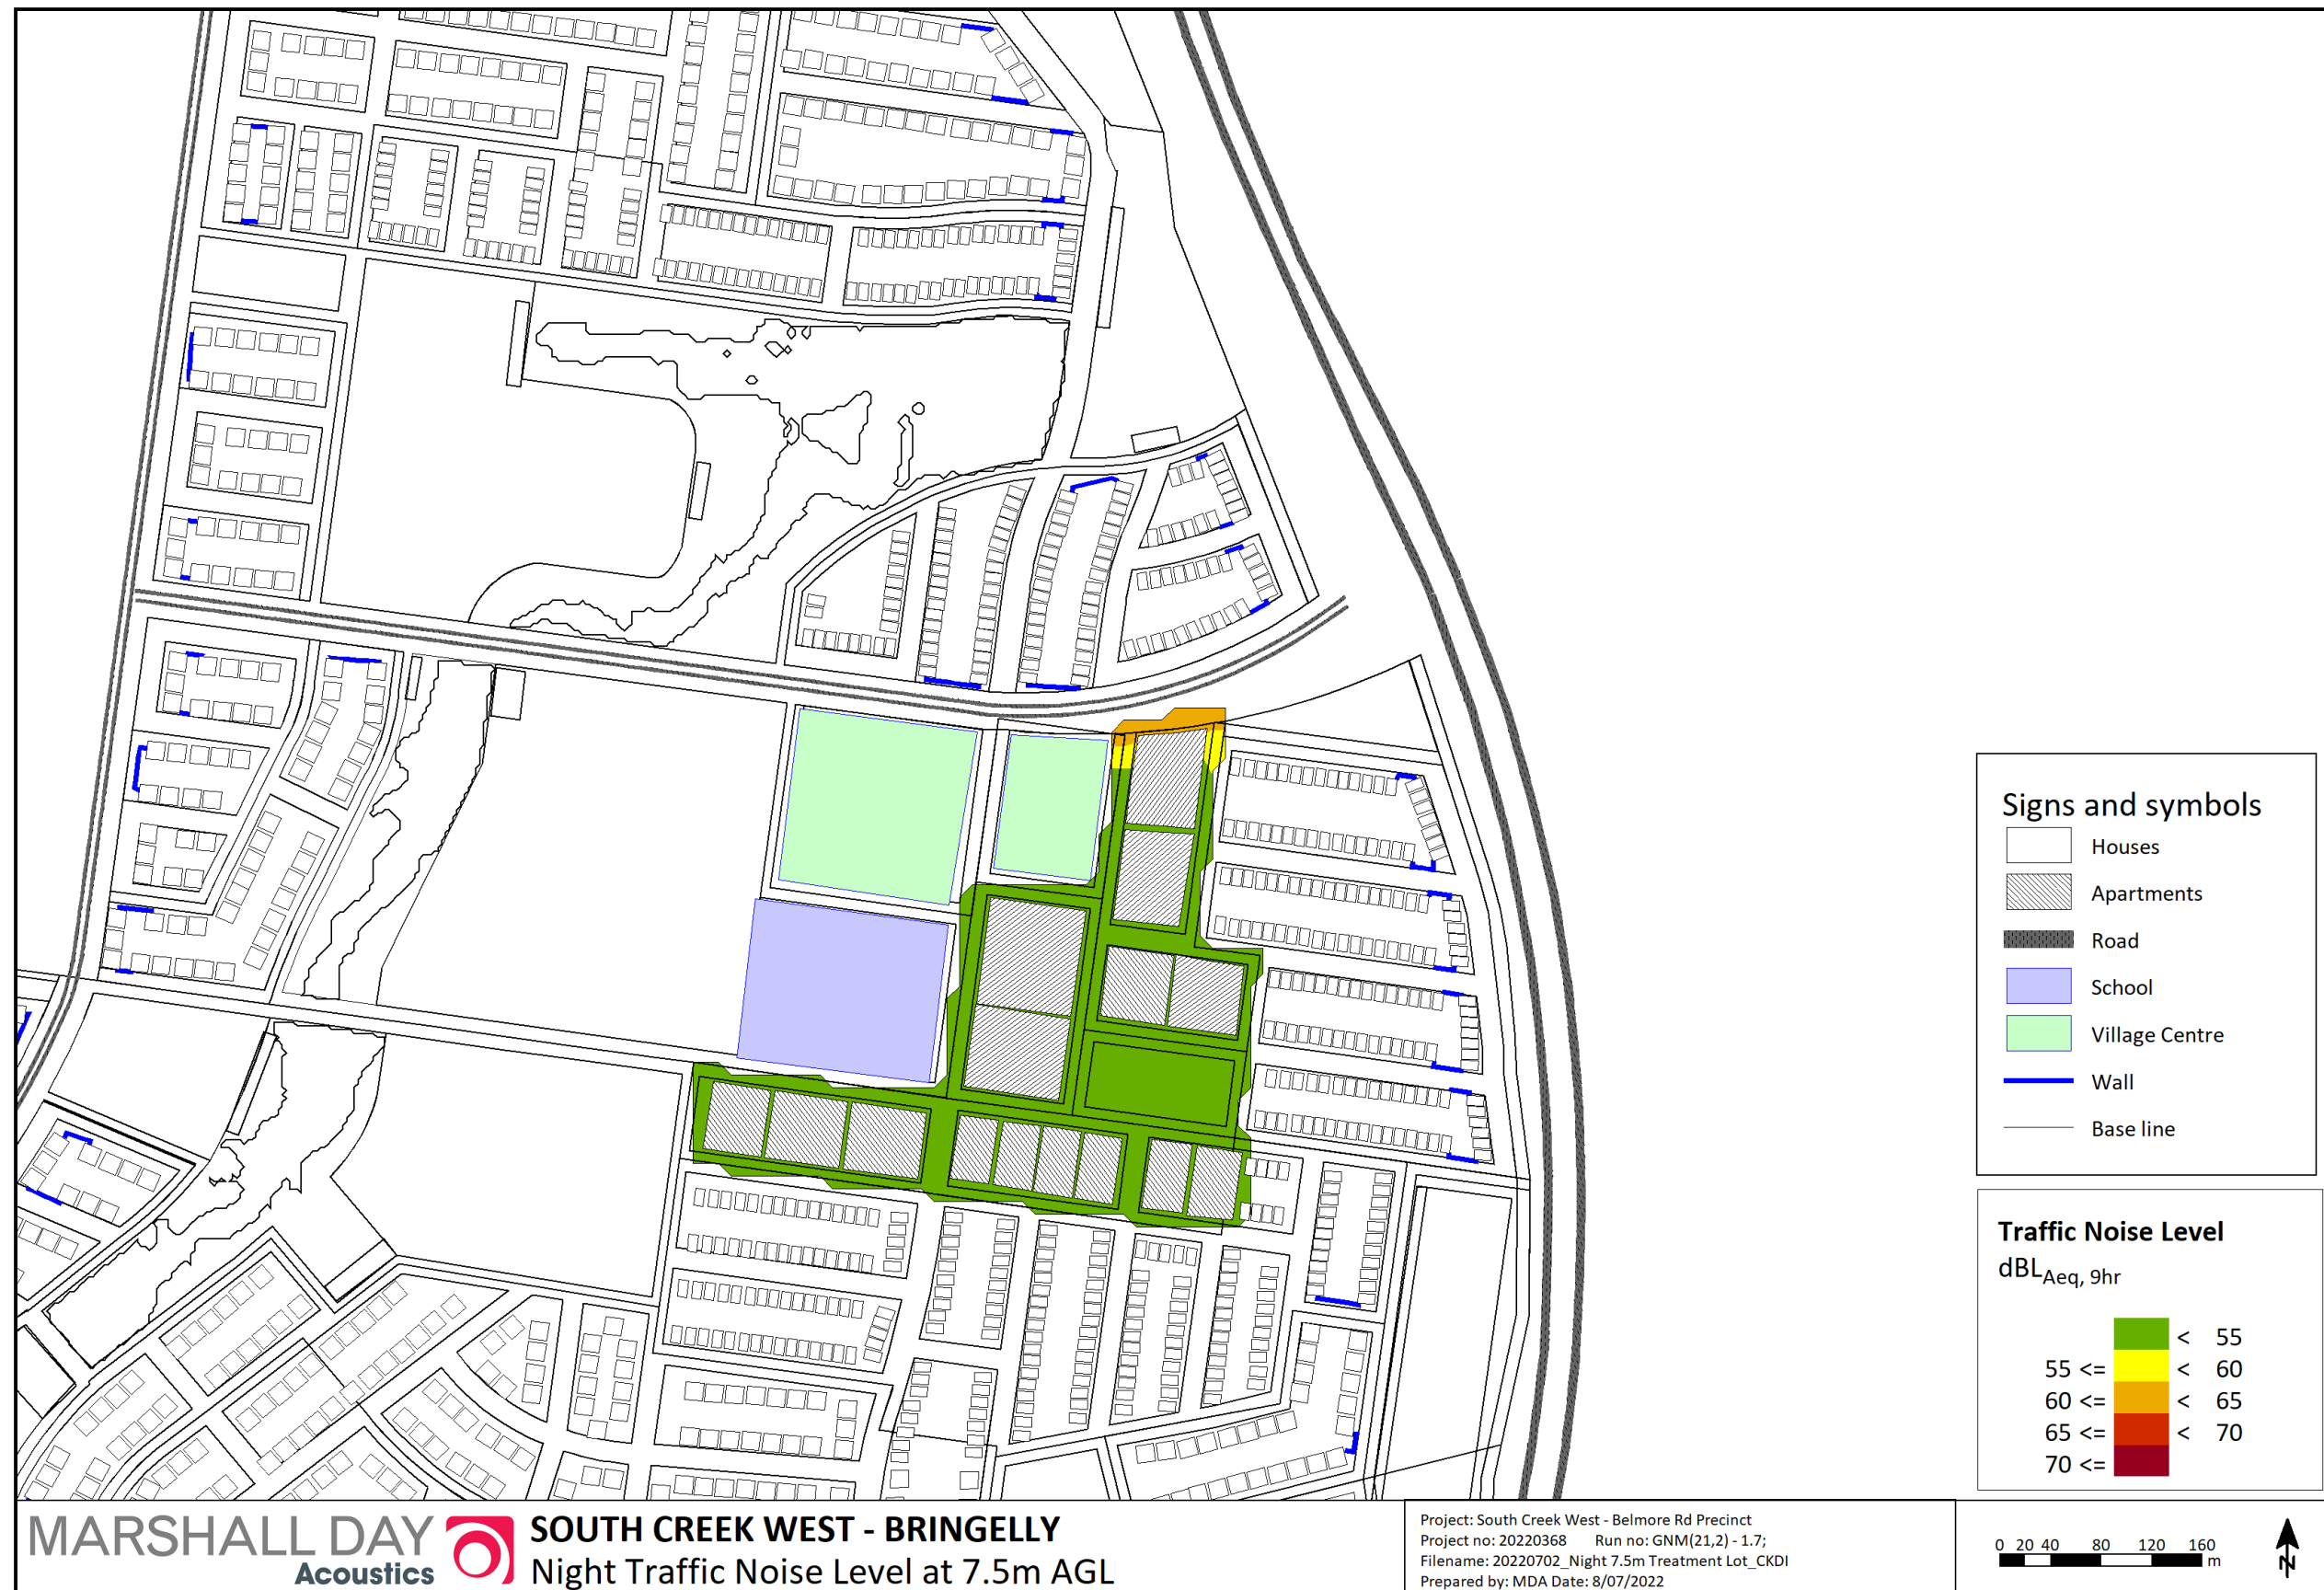 Signs and symbols
Houses
Apartments
Road
School
Village Centre
Wall
Base line
Traffic Noise Level
dBLAeq, 9hr
< 55
55 <= < 60
60 <= < 65
65 <= < 70
70 <=
MARSHALL DAY
Acoustics
SOUTH CREEK WEST - BRINGELLY
Night Traffic Noise Level at 7.5m AGL
Project: South Creek West - Belmore Rd Precinct
Project no: 20220368 Run no: GNM(21,2) - 1.7;
Filename: 20220702_Night 7.5m Treatment Lot_CKDI
Prepared by: MDA Date: 8/07/2022
0 20 40 80 120 160
m
N